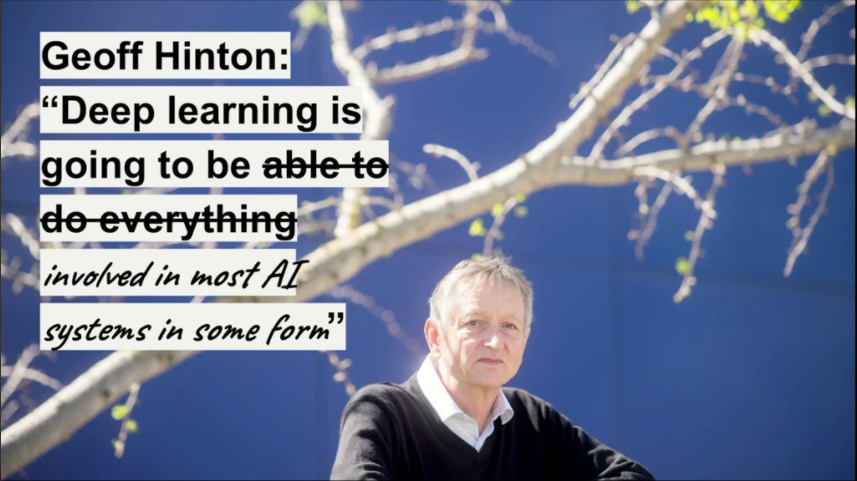 Geoff Hinton:
“Deep learning is
going to be able to
do everything
involved in most AI
systems in some form”